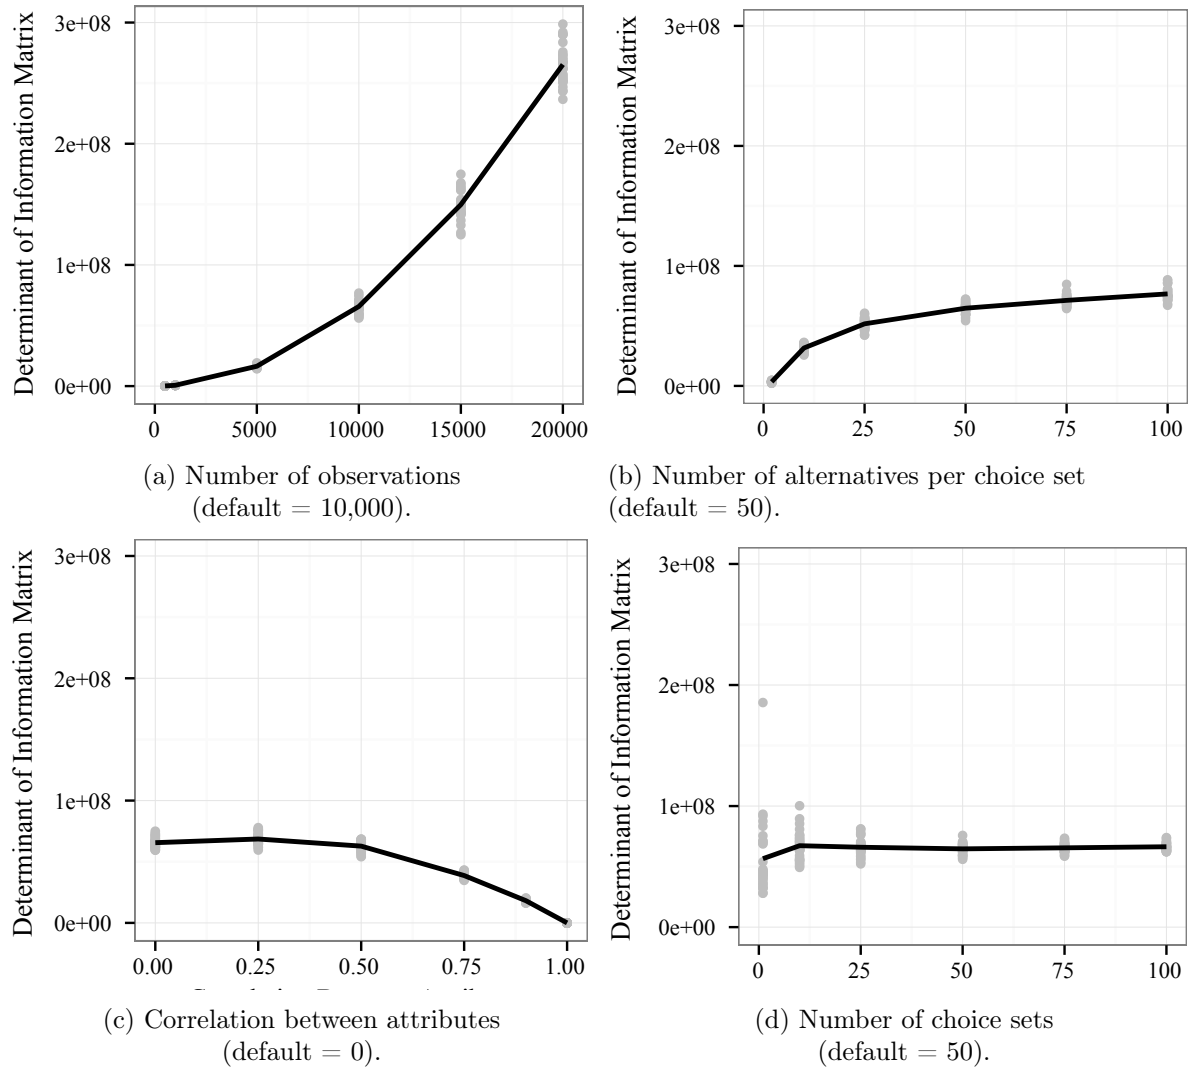 Determinant of Information Matrix
3e+08
2e+08
1e+08
0e+00
0
5000
10000
15000
20000
(a) Number of observations
(default = 10,000).
Determinant of Information Matrix
3e+08
2e+08
1e+08
0e+00
0
25
50
75
100
(b) Number of alternatives per choice set
(default = 50).
Determinant of Information Matrix
3e+08
2e+08
1e+08
0e+00
0.00
0.25
0.50
0.75
1.00
(c) Correlation between attributes
(default = 0).
Determinant of Information Matrix
3e+08
2e+08
1e+08
0e+00
0
25
50
75
100
(d) Number of choice sets
(default = 50).